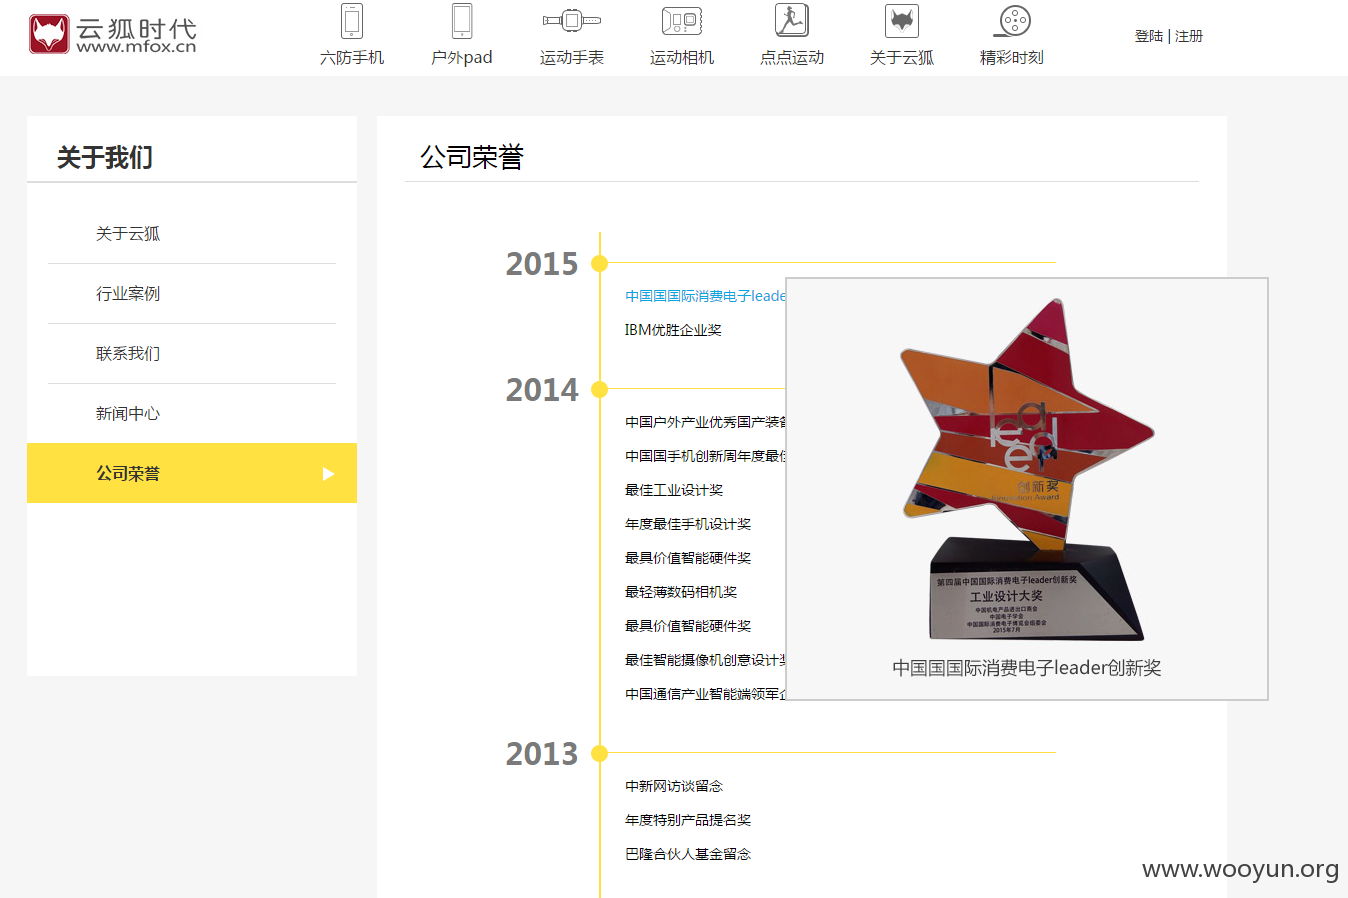 云狐时代
www.mfox.cn
六防手机
户外pad
运动手表
运动相机
点点运动
关于云狐
精彩时刻
登陆 | 注册
关于我们
关于云狐
行业案例
联系我们
新闻中心
公司荣誉
公司荣誉
2015
中国国国际消费电子leade
IBM优胜企业奖
2014
中国户外产业优秀国产装备
中国国手机创新周年度最佳
最佳工业设计奖
年度最佳手机设计奖
最具价值智能硬件奖
最轻薄数码相机奖
最具价值智能硬件奖
最佳智能摄像机创意设计奖
中国通信产业智能端领军企
2013
中新网访谈留念
年度特别产品提名奖
巴隆合伙人基金留念
leader
创新奖
Innovation Award
第四届中国国际消费电子leader创新奖
工业设计大奖
中国机电产品进出口商会
中国电子学会
中国国际消费电子博览会组委会
2015年7月
中国国国际消费电子leader创新奖
www.wooyun.org